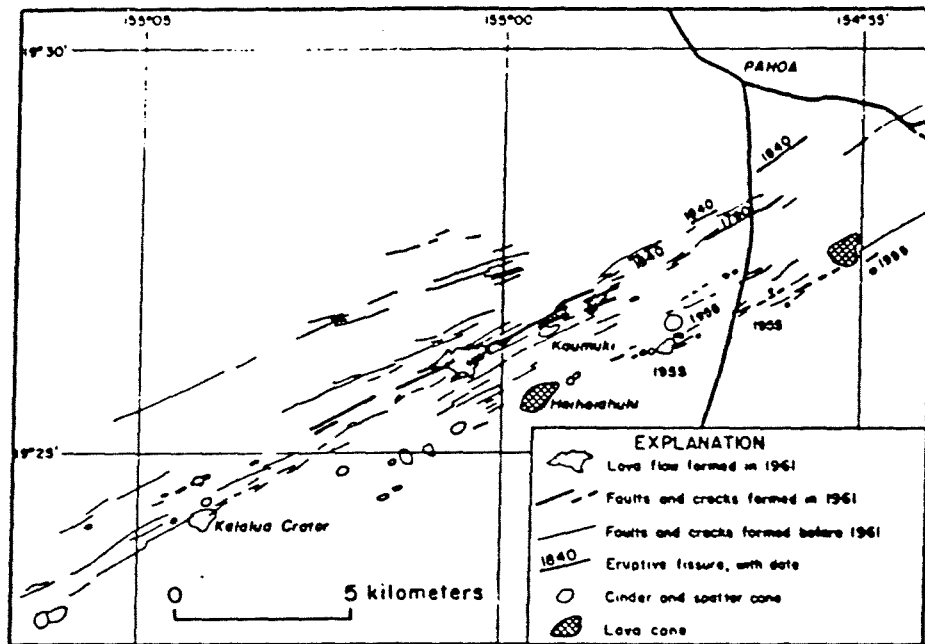 155°05' 155°00 154°55'
19°30'
PAHOA
1840
1840
1790
1840
1955
1955
1955
Kaumuki
1955
Heiheiahulu
19°25'
Kalalua Crater
0 5 kilometers
EXPLANATION
Lava flow formed in 1961
Faults and cracks formed in 1961
Faults and cracks formed before 1961
1840
Eruptive fissure, with date
Cinder and spatter cone
Lava cone